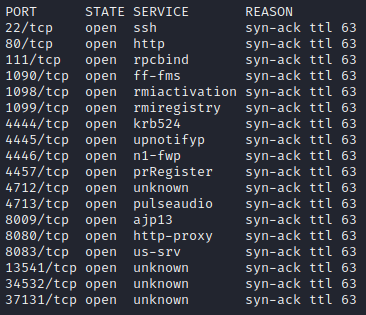 PORT STATE SERVICE REASON
22/tcp open ssh syn-ack ttl 63
80/tcp open http syn-ack ttl 63
111/tcp open rpcbind syn-ack ttl 63
1090/tcp open ff-fms syn-ack ttl 63
1098/tcp open rmiactivation syn-ack ttl 63
1099/tcp open rmiregistry syn-ack ttl 63
4444/tcp open krb524 syn-ack ttl 63
4445/tcp open upnotifyp syn-ack ttl 63
4446/tcp open n1-fwp syn-ack ttl 63
4457/tcp open prRegister syn-ack ttl 63
4712/tcp open unknown syn-ack ttl 63
4713/tcp open pulseaudio syn-ack ttl 63
8009/tcp open ajp13 syn-ack ttl 63
8080/tcp open http-proxy syn-ack ttl 63
8083/tcp open us-srv syn-ack ttl 63
13541/tcp open unknown syn-ack ttl 63
34532/tcp open unknown syn-ack ttl 63
37131/tcp open unknown syn-ack ttl 63